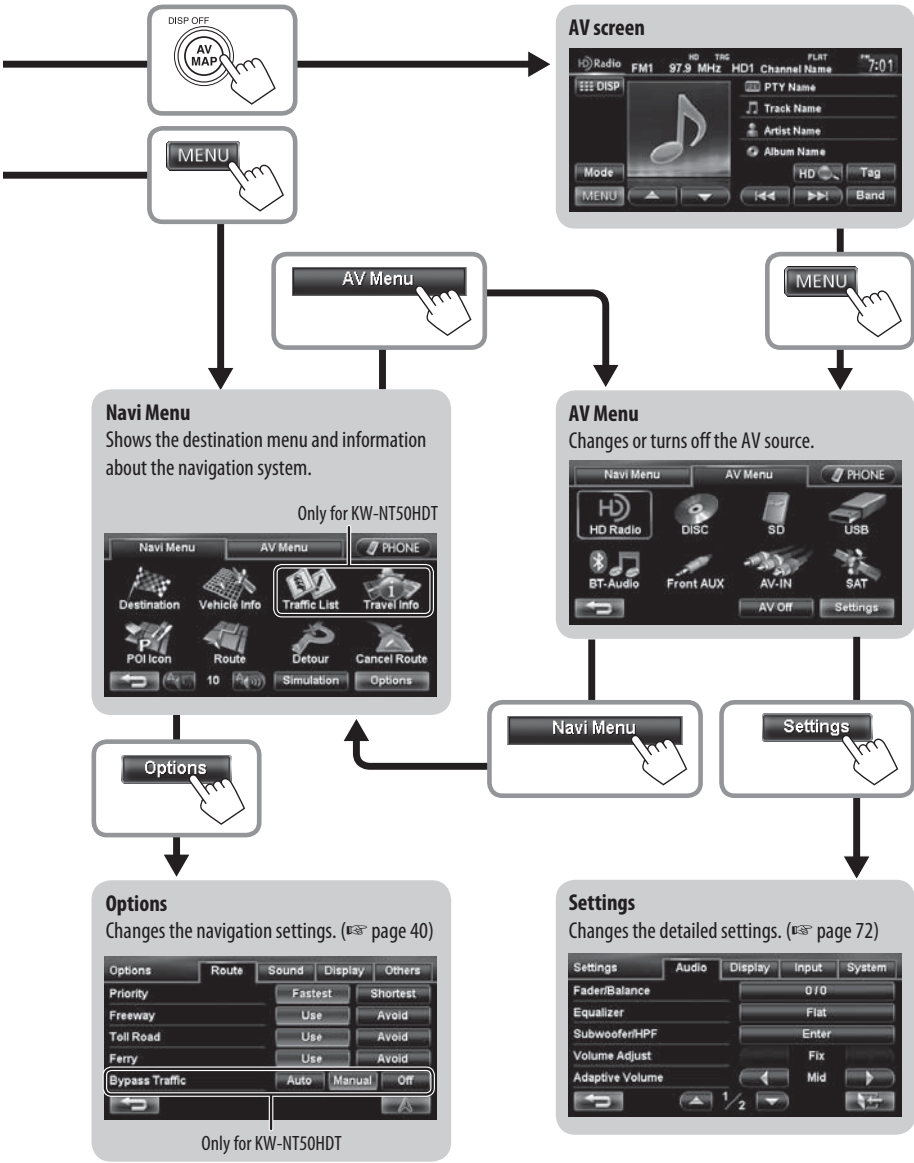 DISP OFF
AV
MAP
AV screen
HD Radio FM1 97.9 MHz HD1 Channel Name 7:01
HD TAG FLAT PM
DISP
PTY Name
Track Name
Artist Name
Album Name
Mode HD Tag
MENU Band
MENU
AV Menu
MENU
Navi Menu
Shows the destination menu and information
about the navigation system.
Only for KW-NT50HDT
Navi Menu AV Menu PHONE
Destination Vehicle Info Traffic List Travel Info
POI Icon Route Detour Cancel Route
10 Simulation Options
AV Menu
Changes or turns off the AV source.
Navi Menu AV Menu PHONE
HD Radio DISC SD USB
BT-Audio Front AUX AV-IN SAT
AV Off Settings
Navi Menu
Settings
Options
Options
Changes the navigation settings. (☞ page 40)
Options Route Sound Display Others
Priority Fastest Shortest
Freeway Use Avoid
Toll Road Use Avoid
Ferry Use Avoid
Bypass Traffic Auto Manual Off
Only for KW-NT50HDT
Settings
Changes the detailed settings. (☞ page 72)
Settings Audio Display Input System
Fader/Balance 0/0
Equalizer Flat
Subwoofer/HPF Enter
Volume Adjust Fix
Adaptive Volume Mid
1/2